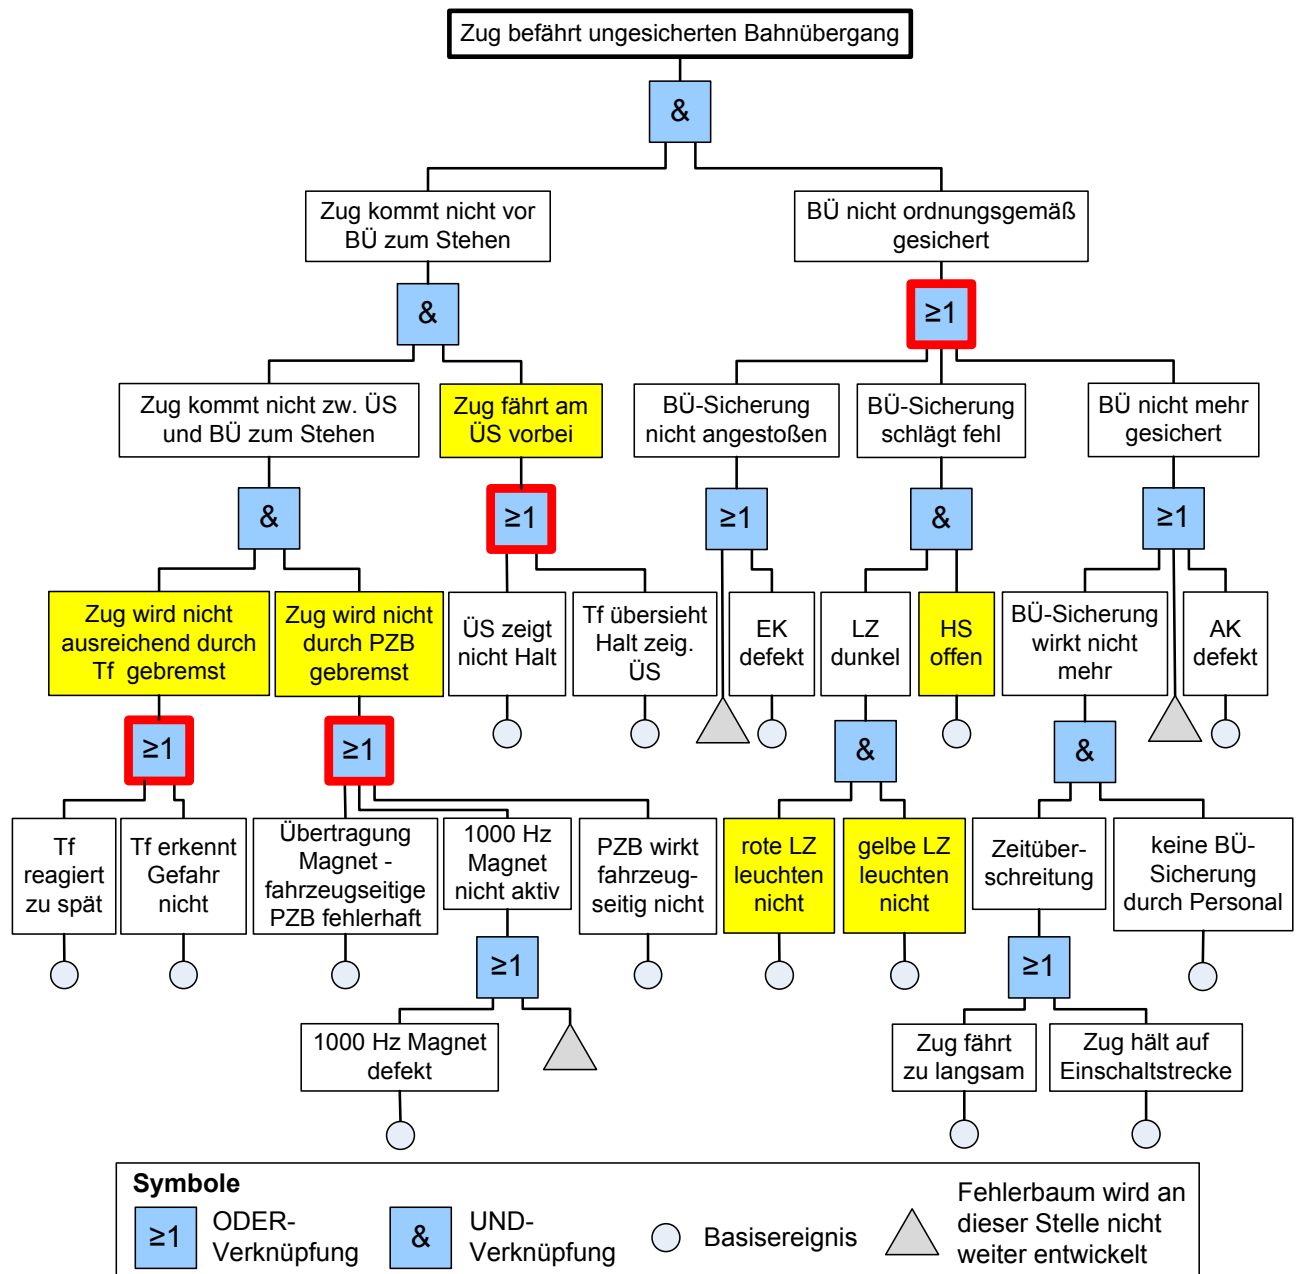 Zug befährt ungesicherten Bahnübergang
&
Zug kommt nicht vor
BÜ zum Stehen
BÜ nicht ordnungsgemäß
gesichert
&
≥1
Zug kommt nicht zw. ÜS
und BÜ zum Stehen
Zug fährt am
ÜS vorbei
BÜ-Sicherung
nicht angestoßen
BÜ-Sicherung
schlägt fehl
BÜ nicht mehr
gesichert
&
≥1
≥1
&
≥1
Zug wird nicht
ausreichend durch
Tf gebremst
Zug wird nicht
durch PZB
gebremst
ÜS zeigt
nicht Halt
Tf übersieht
Halt zeig.
ÜS
EK
defekt
LZ
dunkel
HS
offen
BÜ-Sicherung
wirkt nicht
mehr
AK
defekt
≥1
≥1
&
&
Tf
reagiert
zu spät
Tf erkennt
Gefahr
nicht
Übertragung
Magnet -
fahrzeugseitige
PZB fehlerhaft
1000 Hz
Magnet
nicht aktiv
PZB wirkt
fahrzeug-
seitig nicht
rote LZ
leuchten
nicht
gelbe LZ
leuchten
nicht
Zeitüber-
schreitung
keine BÜ-
Sicherung
durch Personal
≥1
≥1
1000 Hz Magnet
defekt
Zug fährt
zu langsam
Zug hält auf
Einschaltstrecke
Symbole
≥1
ODER-
Verknüpfung
&
UND-
Verknüpfung
Basisereignis
Fehlerbaum wird an
dieser Stelle nicht
weiter entwickelt